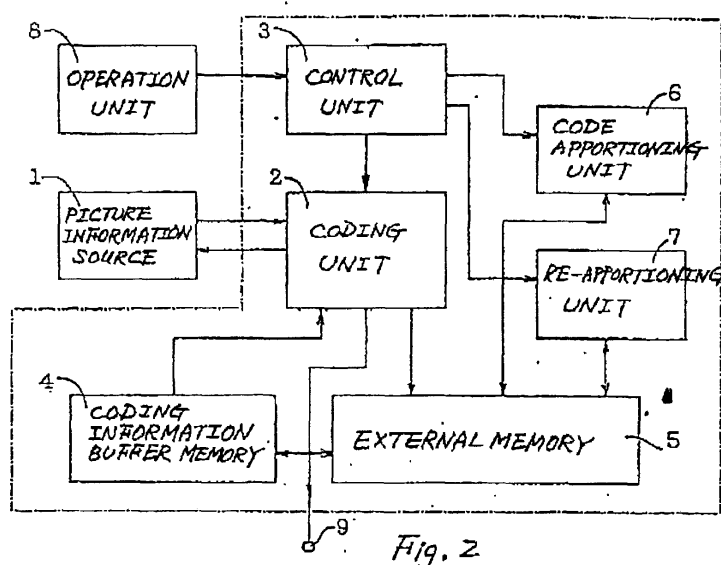 8
OPERATION
UNIT
3
CONTROL
UNIT
6
CODE
APPORTIONING
UNIT
1
PICTURE
INFORMATION
SOURCE
2
CODING
UNIT
7
RE-APPORTIONING
UNIT
4
CODING
INFORMATION
BUFFER MEMORY
EXTERNAL MEMORY
5
9
Fig. 2